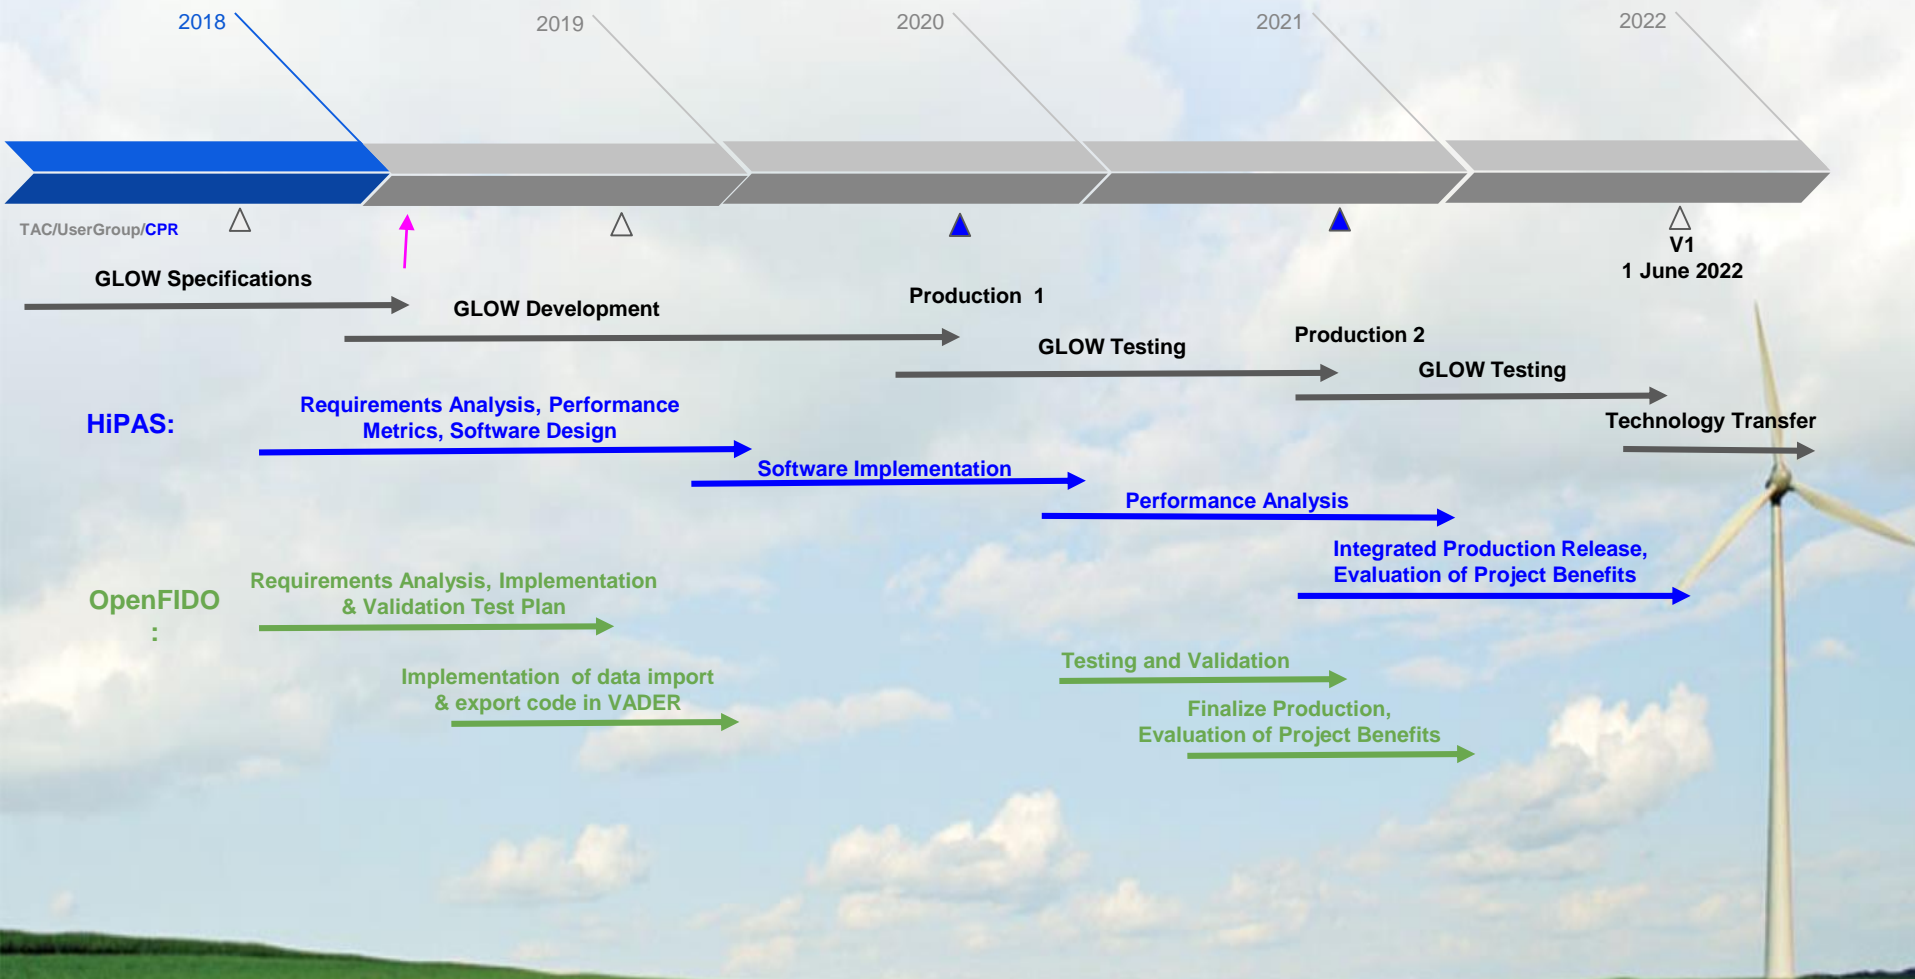 2018
2019
2020
2021
2022
TAC/UserGroup/CPR
V1
1 June 2022
GLOW Specifications
GLOW Development
Production 1
GLOW Testing
Production 2
GLOW Testing
Technology Transfer
HiPAS:
Requirements Analysis, Performance
Metrics, Software Design
Software Implementation
Performance Analysis
Integrated Production Release,
Evaluation of Project Benefits
OpenFIDO
:
Requirements Analysis, Implementation
& Validation Test Plan
Implementation of data import
& export code in VADER
Testing and Validation
Finalize Production,
Evaluation of Project Benefits